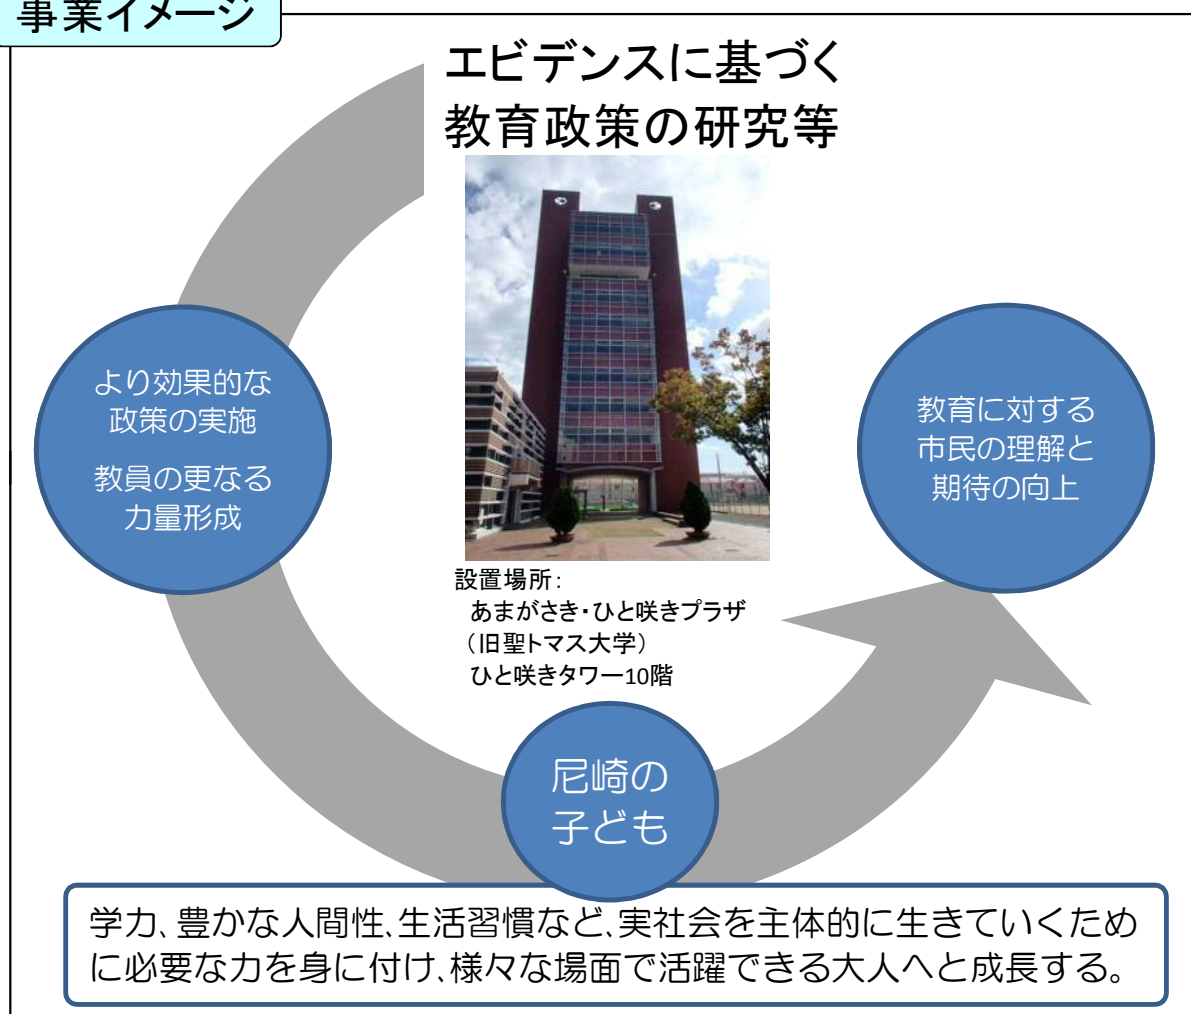 事業イメージ
エビデンスに基づく
教育政策の研究等
より効果的な
政策の実施
教員の更なる
力量形成
教育に対する
市民の理解と
期待の向上
設置場所：
あまがさき・ひと咲きプラザ
（旧聖トマス大学）
ひと咲きタワー10階
尼崎の
子ども
学力、豊かな人間性、生活習慣など、実社会を主体的に生きていくため
に必要な力を身に付け、様々な場面で活躍できる大人へと成長する。